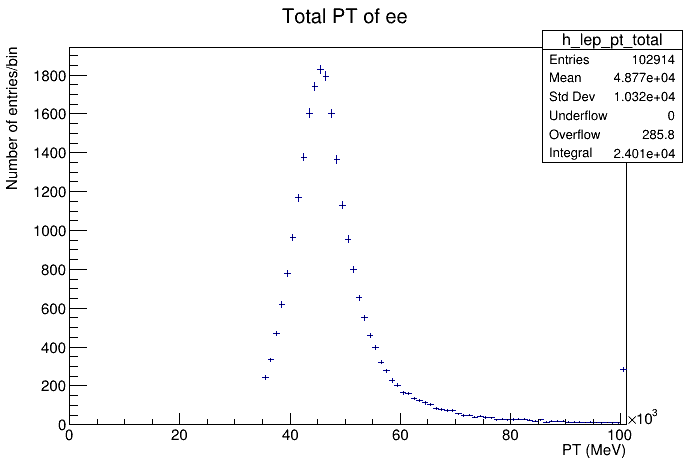 Total PT of ee
h_lep_pt_total
Entries 102914
Mean 4.877e+04
Std Dev 1.032e+04
Underflow 0
Overflow 285.8
Integral 2.401e+04
Number of entries/bin
1800
1600
1400
1200
1000
800
600
400
200
0
0 20 40 60 80 100
×10³
PT (MeV)